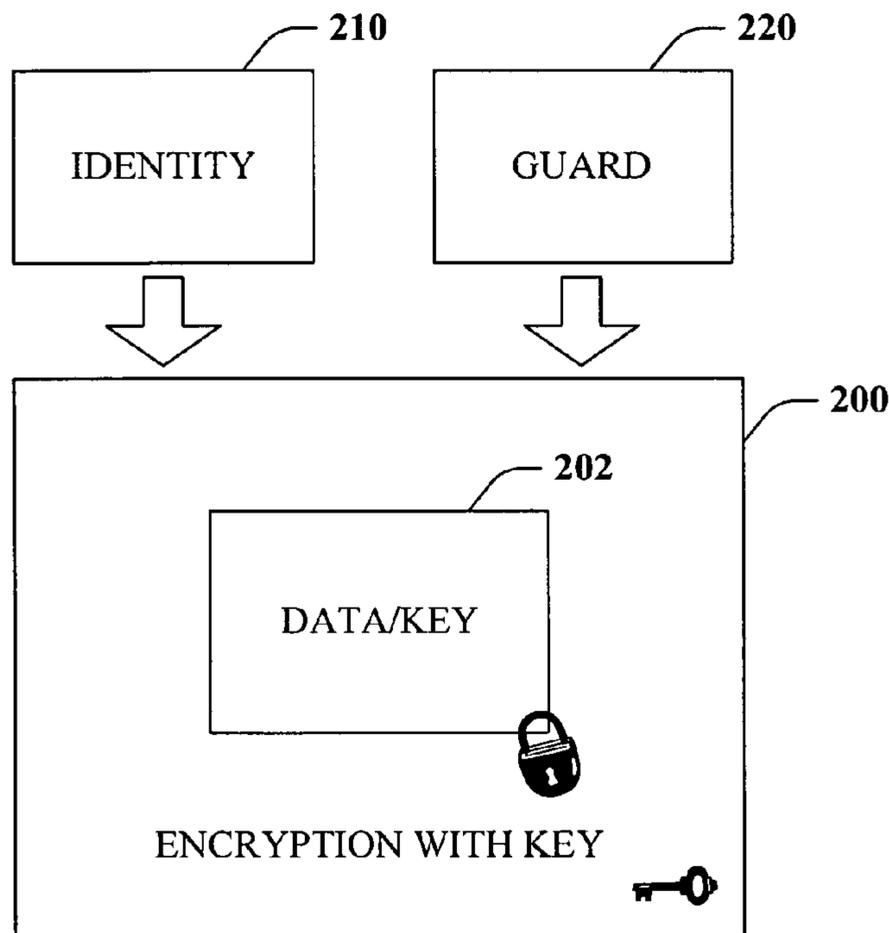 210
220
IDENTITY
GUARD
200
202
DATA/KEY
ENCRYPTION WITH KEY